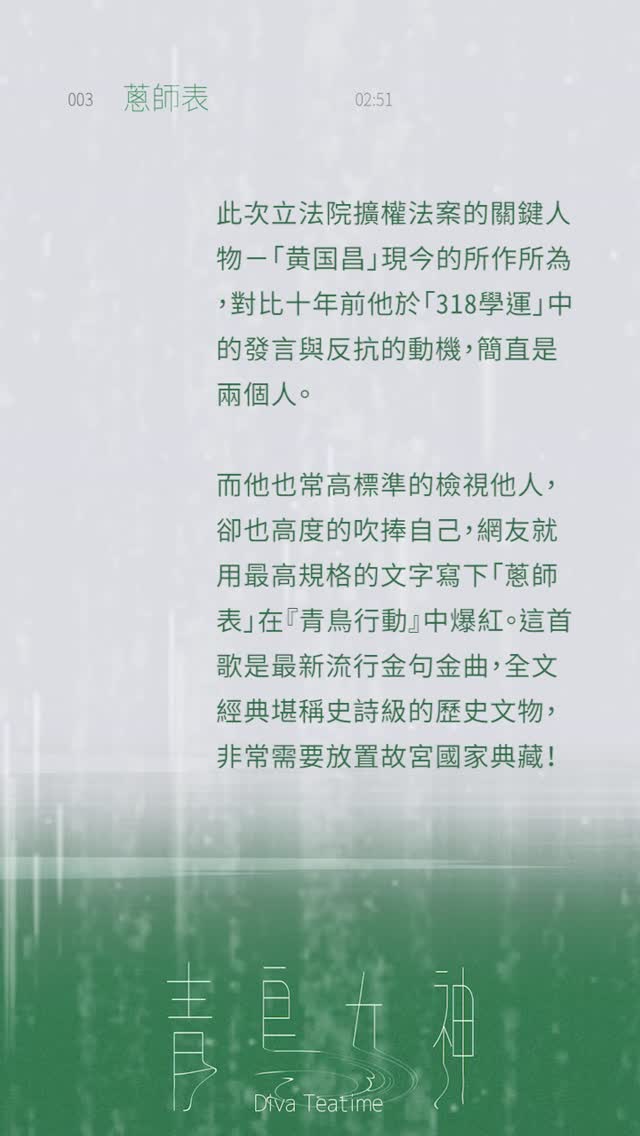 003 蔥師表 02:51
此次立法院擴權法案的關鍵人
物－「黄国昌」現今的所作所為
，對比十年前他於「318學運」中
的發言與反抗的動機，簡直是
兩個人。
而他也常高標準的檢視他人，
卻也高度的吹捧自己，網友就
用最高規格的文字寫下「蔥師
表」在『青鳥行動』中爆紅。這首
歌是最新流行金句金曲，全文
經典堪稱史詩級的歷史文物，
非常需要放置故宮國家典藏！
青鳥女神
Diva Teatime